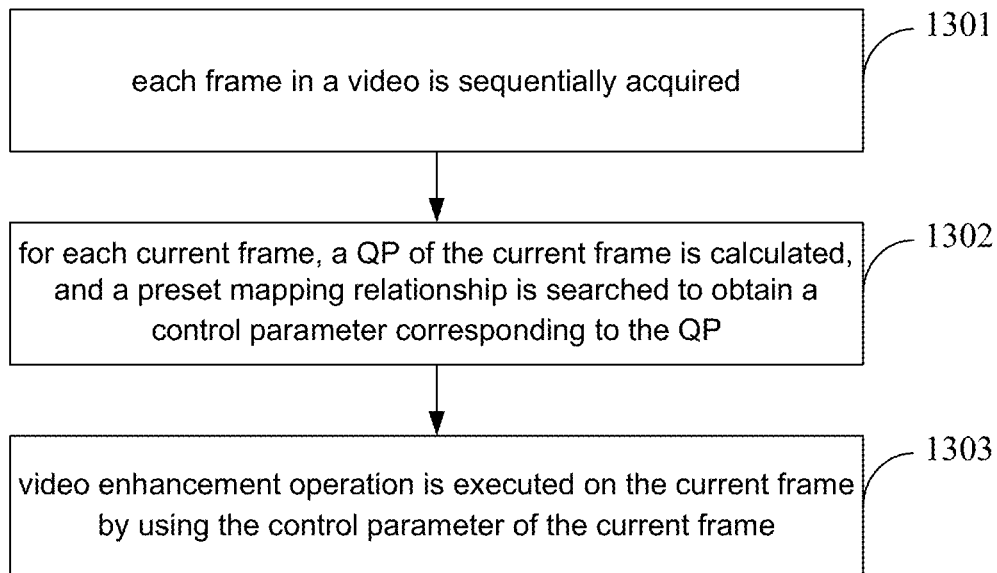 1301
each frame in a video is sequentially acquired
1302
for each current frame, a QP of the current frame is calculated,
and a preset mapping relationship is searched to obtain a
control parameter corresponding to the QP
1303
video enhancement operation is executed on the current frame
by using the control parameter of the current frame